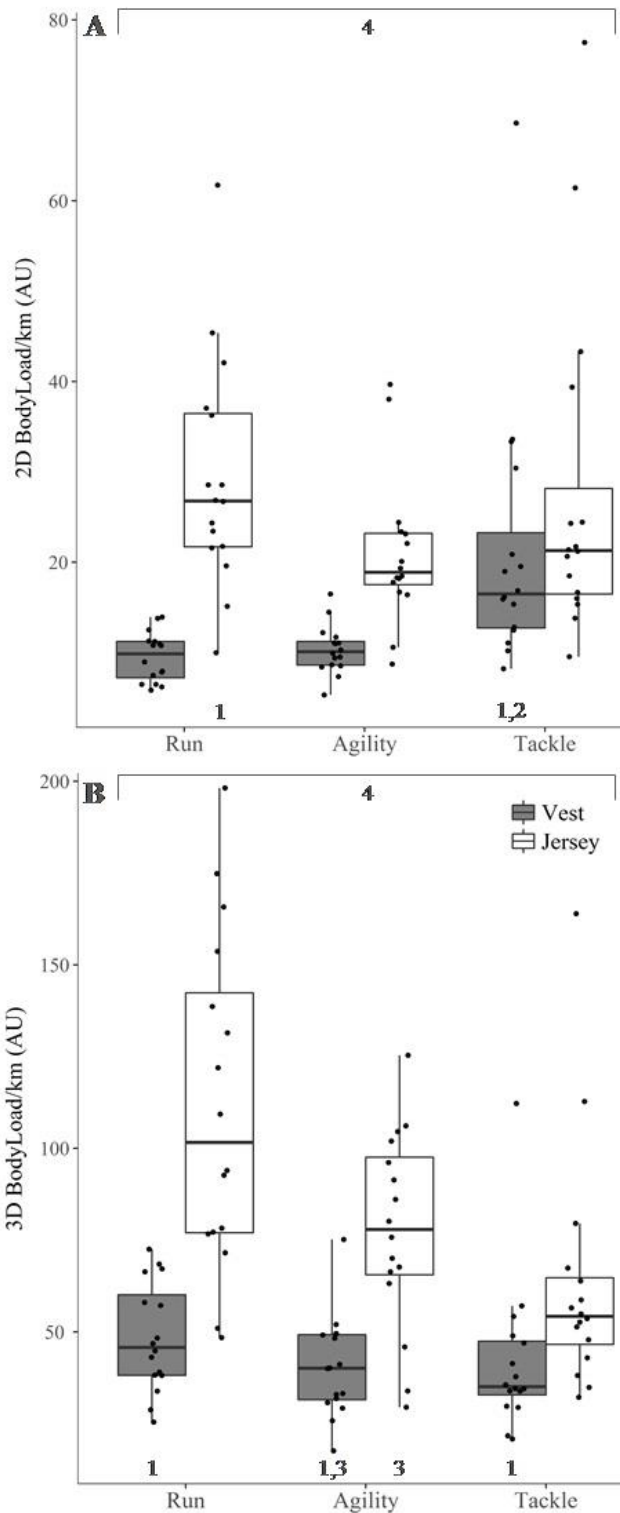 A
4
80
60
40
20
2D BodyLoad/km (AU)
1
1,2
Run
Agility
Tackle
B
4
200
150
100
50
3D BodyLoad/km (AU)
Vest
Jersey
1
1,3
3
1
Run
Agility
Tackle